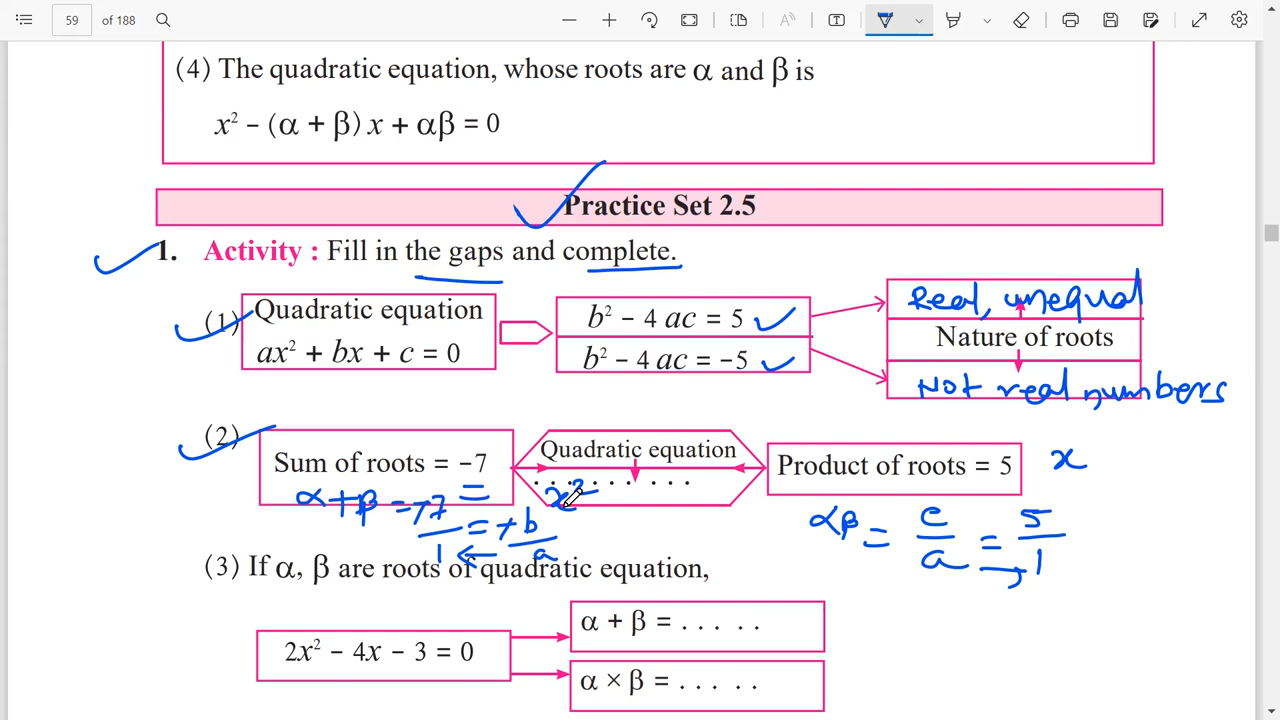 59 of 188
(4) The quadratic equation, whose roots are α and β is
x² – (α + β) x + αβ = 0
Practice Set 2.5
1. Activity : Fill in the gaps and complete.
(1) Quadratic equation
ax² + bx + c = 0
b² – 4 ac = 5
b² – 4 ac = –5
Real, unequal
Nature of roots
Not real numbers
(2) Sum of roots = –7
α + β = -7/1 = -b/a
Quadratic equation
. . . . . . . . .
x²
Product of roots = 5
x
αβ = c/a = 5/1
(3) If α, β are roots of quadratic equation,
2x² – 4x – 3 = 0
α + β = . . . . .
α × β = . . . . .